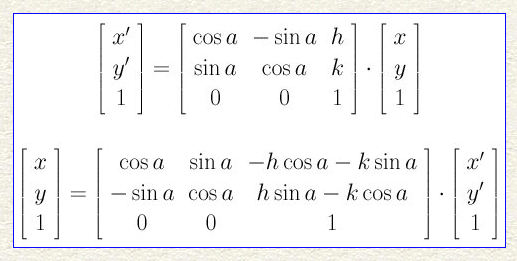 [ x′ ] = [ cos a  − sin a  h ] · [ x ]
[ y′ ]   [ sin a  cos a  k ]   [ y ]
[ 1 ]   [ 0  0  1 ]   [ 1 ]
[ x ] = [ cos a  sin a  −h cos a − k sin a ] · [ x′ ]
[ y ]   [ − sin a  cos a  h sin a − k cos a ]   [ y′ ]
[ 1 ]   [ 0  0  1 ]   [ 1 ]